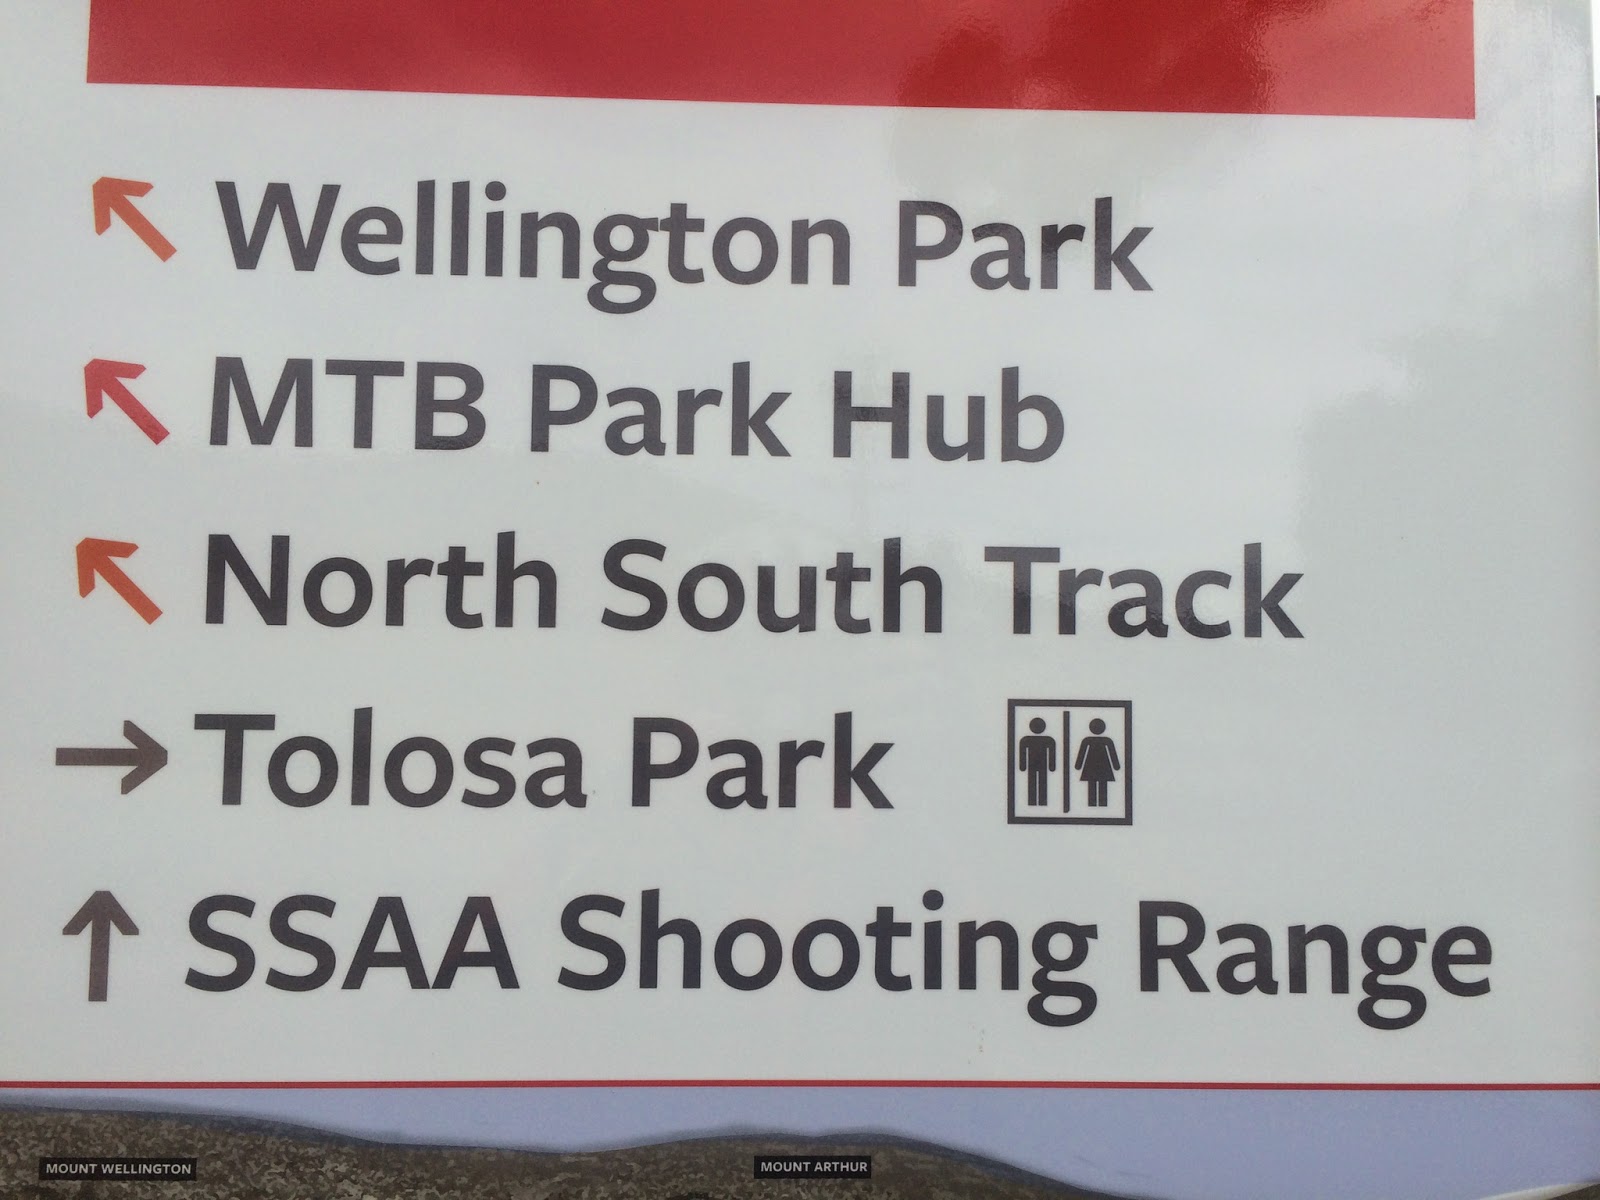 Wellington Park
MTB Park Hub
North South Track
Tolosa Park
SSAA Shooting Range
MOUNT WELLINGTON
MOUNT ARTHUR